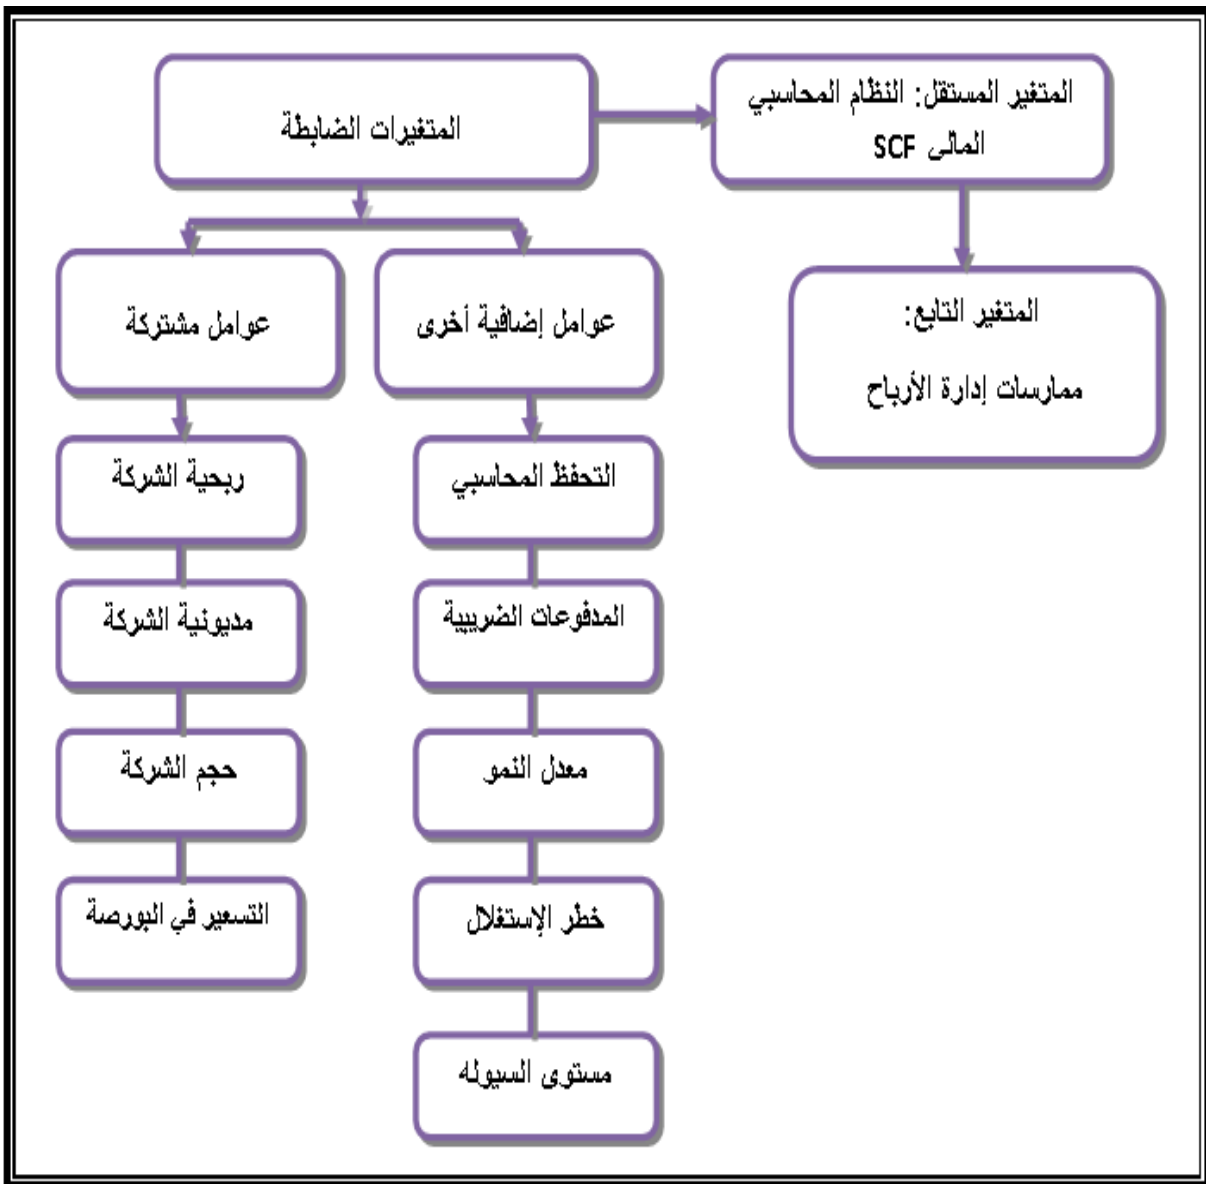 المتغير المستقل: النظام المحاسبي
المالى SCF
المتغيرات الضابطة
المتغير التابع:
ممارسات إدارة الأرباح
عوامل إضافية أخرى
عوامل مشتركة
التحفظ المحاسبي
ربحية الشركة
المدفوعات الضريبية
مديونية الشركة
معدل النمو
حجم الشركة
خطر الإستغلال
التسعير في البورصة
مستوى السيوله